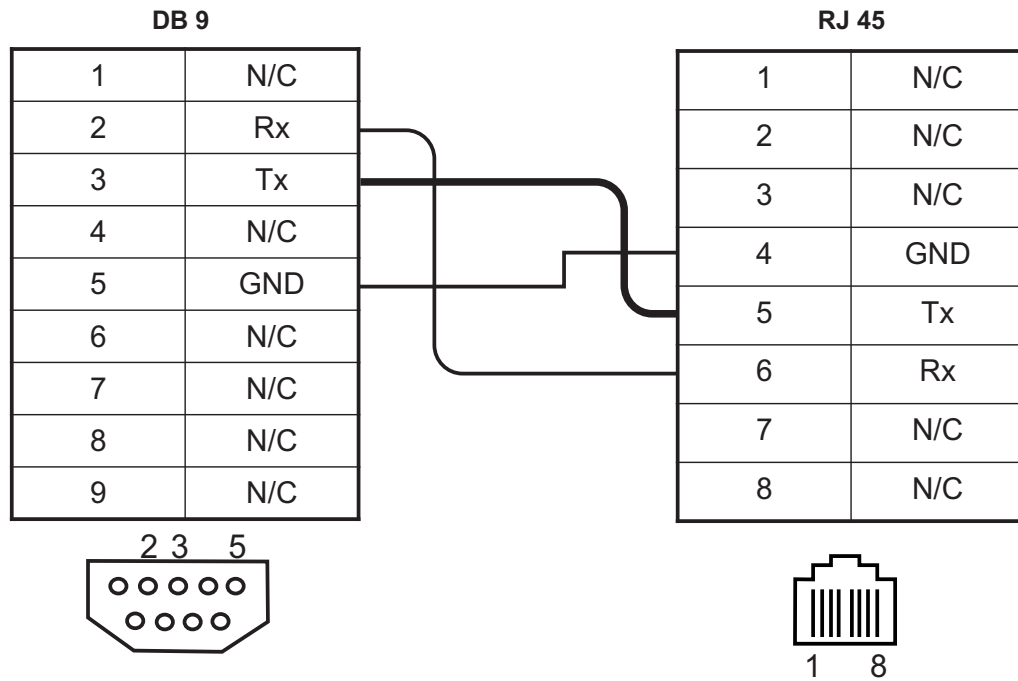 DB 9
1 N/C
2 Rx
3 Tx
4 N/C
5 GND
6 N/C
7 N/C
8 N/C
9 N/C
2 3 5
RJ 45
1 N/C
2 N/C
3 N/C
4 GND
5 Tx
6 Rx
7 N/C
8 N/C
1 8